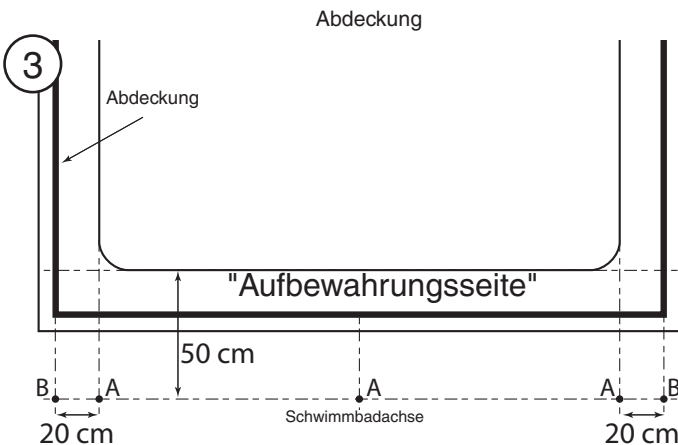 Abdeckung
3
Abdeckung
"Aufbewahrungsseite"
50 cm
B A A A B
Schwimmbadachse
20 cm 20 cm